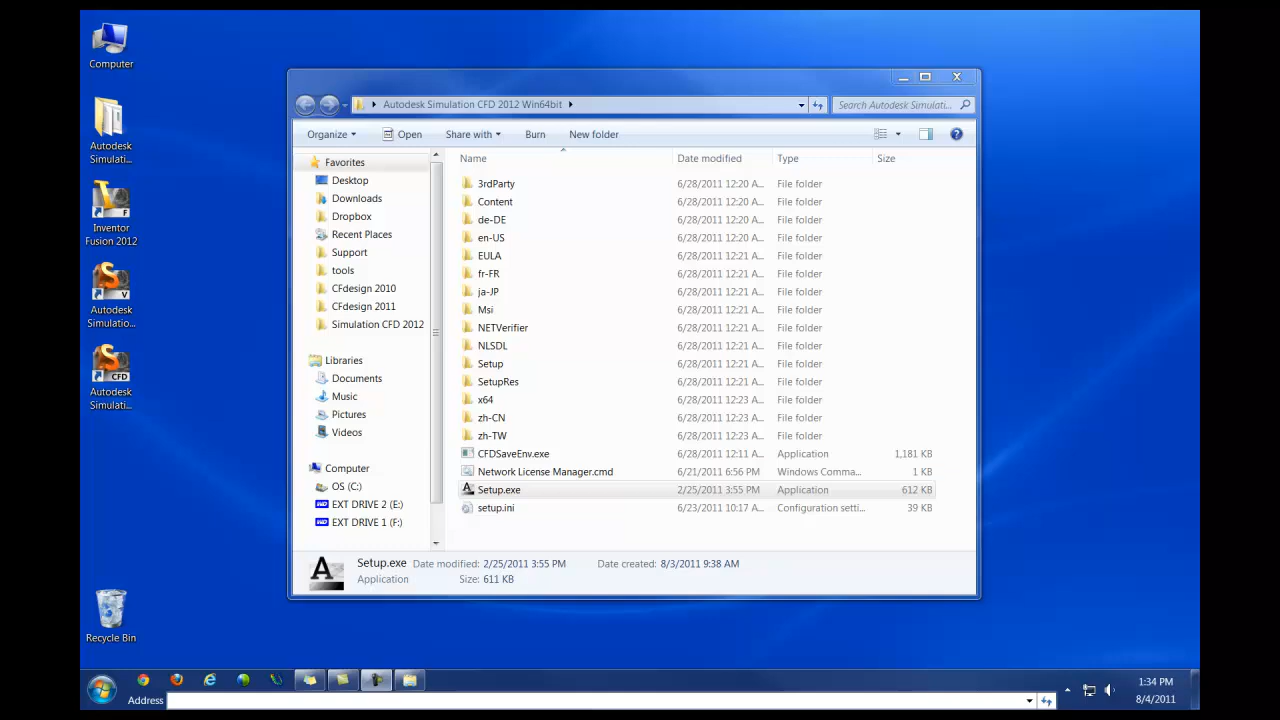 Computer
Autodesk
Simulati...
Inventor
Fusion 2012
F
Autodesk
Simulatio...
V
Autodesk
Simulati...
CFD
Recycle Bin
Autodesk Simulation CFD 2012 Win64bit
Search Autodesk Simulati...
Organize Open Share with Burn New folder
Favorites
Desktop
Downloads
Dropbox
Recent Places
Support
tools
CFdesign 2010
CFdesign 2011
Simulation CFD 2012
Libraries
Documents
Music
Pictures
Videos
Computer
OS (C:)
EXT DRIVE 2 (E:)
EXT DRIVE 1 (F:)
Name Date modified Type Size
3rdParty 6/28/2011 12:20 A... File folder
Content 6/28/2011 12:20 A... File folder
de-DE 6/28/2011 12:20 A... File folder
en-US 6/28/2011 12:20 A... File folder
EULA 6/28/2011 12:21 A... File folder
fr-FR 6/28/2011 12:21 A... File folder
ja-JP 6/28/2011 12:21 A... File folder
Msi 6/28/2011 12:21 A... File folder
NETVerifier 6/28/2011 12:21 A... File folder
NLSDL 6/28/2011 12:21 A... File folder
Setup 6/28/2011 12:21 A... File folder
SetupRes 6/28/2011 12:21 A... File folder
x64 6/28/2011 12:23 A... File folder
zh-CN 6/28/2011 12:23 A... File folder
zh-TW 6/28/2011 12:23 A... File folder
CFDSaveEnv.exe 6/28/2011 12:11 A... Application 1,181 KB
Network License Manager.cmd 6/21/2011 6:56 PM Windows Comma... 1 KB
Setup.exe 2/25/2011 3:55 PM Application 612 KB
setup.ini 6/23/2011 10:17 A... Configuration setti... 39 KB
Setup.exe Date modified: 2/25/2011 3:55 PM Date created: 8/3/2011 9:38 AM
Application Size: 611 KB
Address
1:34 PM
8/4/2011